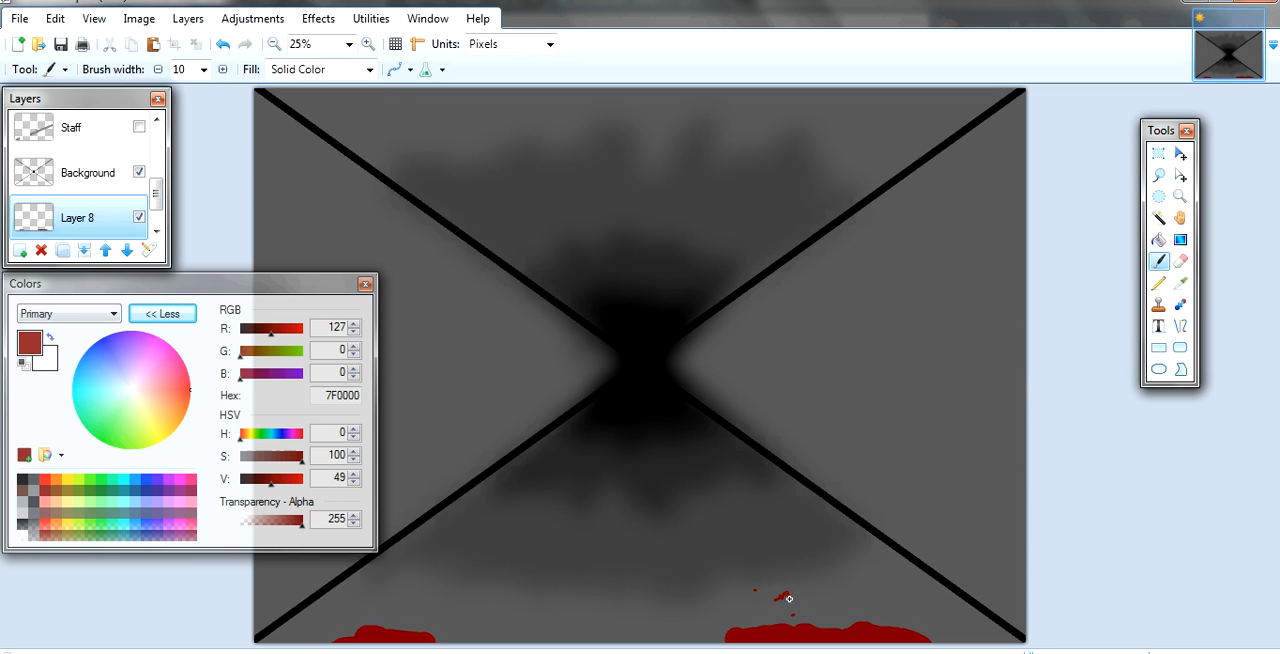 File Edit View Image Layers Adjustments Effects Utilities Window Help
25% Units: Pixels
Tool: Brush width: 10 Fill: Solid Color
Layers
Staff
Background
Layer 8
Colors
Primary << Less
RGB
R: 127
G: 0
B: 0
Hex: 7F0000
HSV
H: 0
S: 100
V: 49
Transparency - Alpha
255
Tools